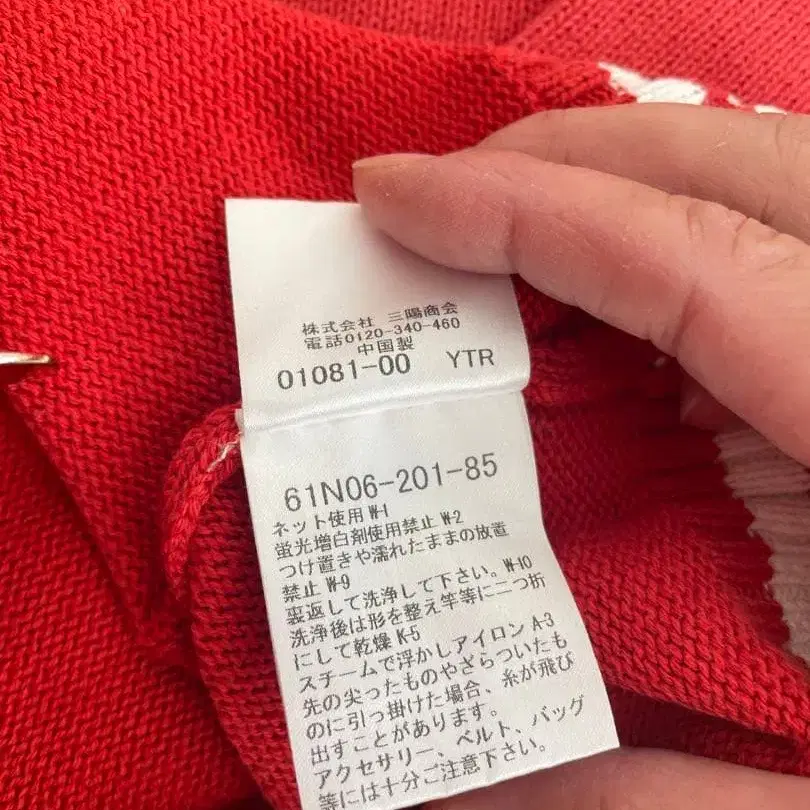 株式会社 三陽商会
電話0120-340-460
中国製
01081-00 YTR
61N06-201-85
ネット使用 W-1
蛍光増白剤使用禁止 W-2
つけ置きや濡れたままの放置
禁止 W-9
裏返して洗浄して下さい。W-10
洗浄後は形を整え竿等に二つ折
にして乾燥 K-5
スチームで浮かしアイロン A-3
先の尖ったものやざらついたも
のに引っ掛けた場合、糸が飛び
出すことがあります。
アクセサリー、ベルト、バッグ
等には十分ご注意下さい。